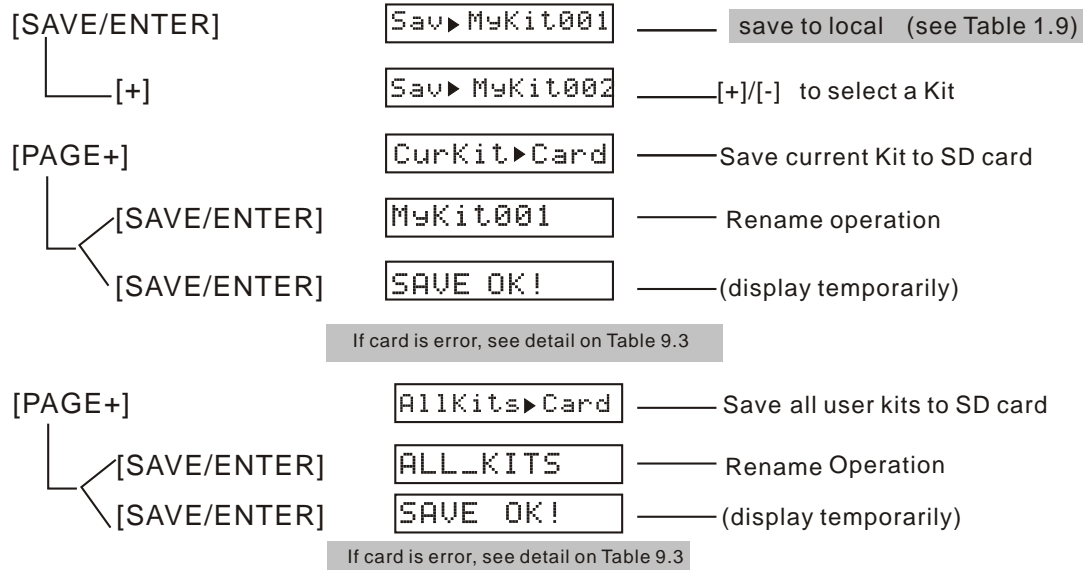 [SAVE/ENTER] Sav▶MyKit001 save to local (see Table 1.9)
[+] Sav▶ MyKit002 [+]/[-] to select a Kit
[PAGE+] CurKit▶Card Save current Kit to SD card
[SAVE/ENTER] MyKit001 Rename operation
[SAVE/ENTER] SAVE OK! (display temporarily)
If card is error, see detail on Table 9.3
[PAGE+] AllKits▶Card Save all user kits to SD card
[SAVE/ENTER] ALL_KITS Rename Operation
[SAVE/ENTER] SAVE OK! (display temporarily)
If card is error, see detail on Table 9.3